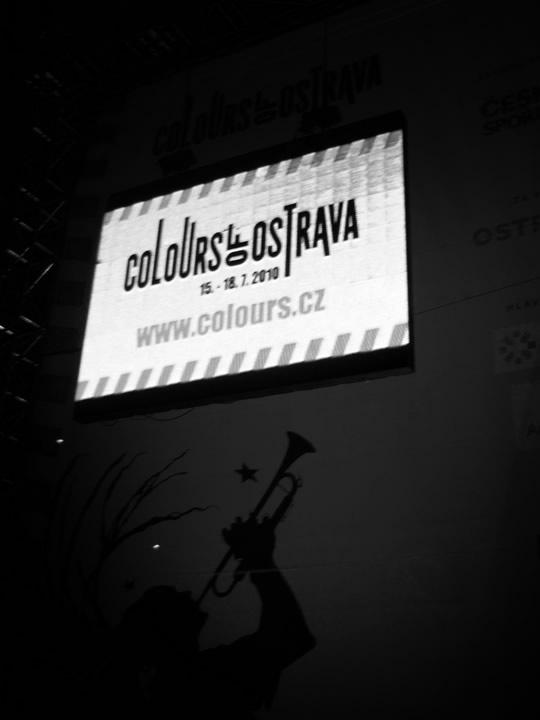 COLOURS OF OSTRAVA
COLOURS OF OSTRAVA
15. - 18. 7. 2010
www.colours.cz